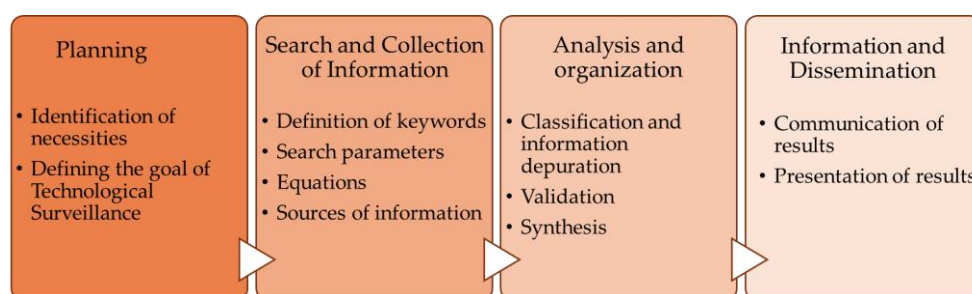 Planning
• Identification of
necessities
• Defining the goal of
Technological
Surveillance
Search and Collection
of Information
• Definition of keywords
• Search parameters
• Equations
• Sources of information
Analysis and
organization
• Classification and
information
depuration
• Validation
• Synthesis
Information and
Dissemination
• Communication of
results
• Presentation of results